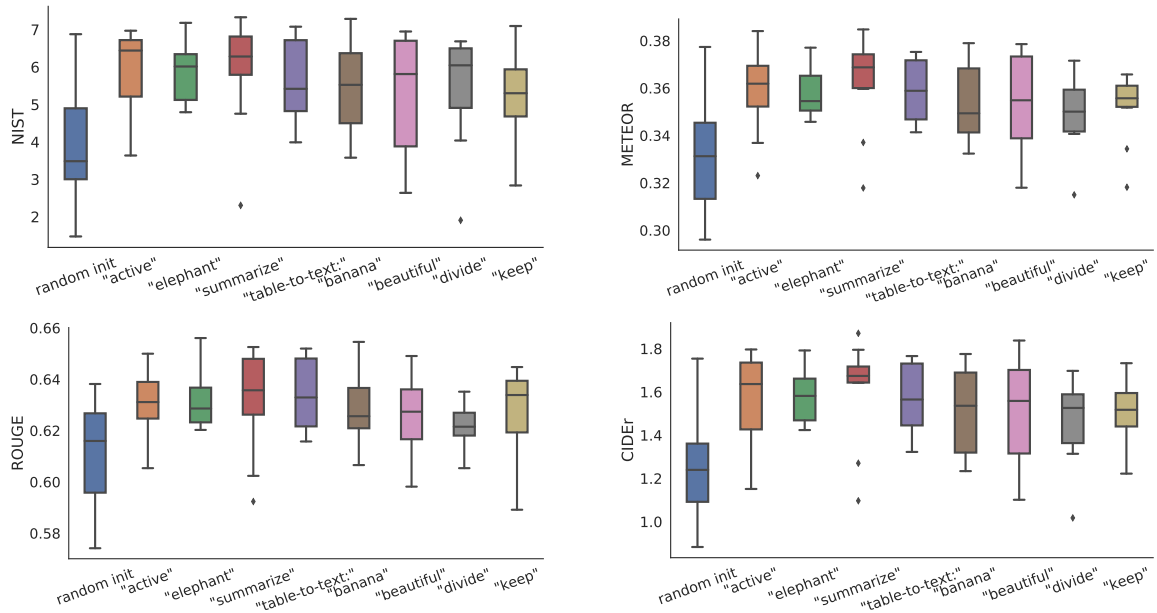 7
6
5
4
3
2
NIST
random init
"active"
"elephant"
"summarize"
"table-to-text:"
"banana"
"beautiful"
"divide"
"keep"
0.38
0.36
0.34
0.32
0.30
METEOR
random init
"active"
"elephant"
"summarize"
"table-to-text:"
"banana"
"beautiful"
"divide"
"keep"
0.66
0.64
0.62
0.60
0.58
ROUGE
random init
"active"
"elephant"
"summarize"
"table-to-text:"
"banana"
"beautiful"
"divide"
"keep"
1.8
1.6
1.4
1.2
1.0
CIDEr
random init
"active"
"elephant"
"summarize"
"table-to-text:"
"banana"
"beautiful"
"divide"
"keep"